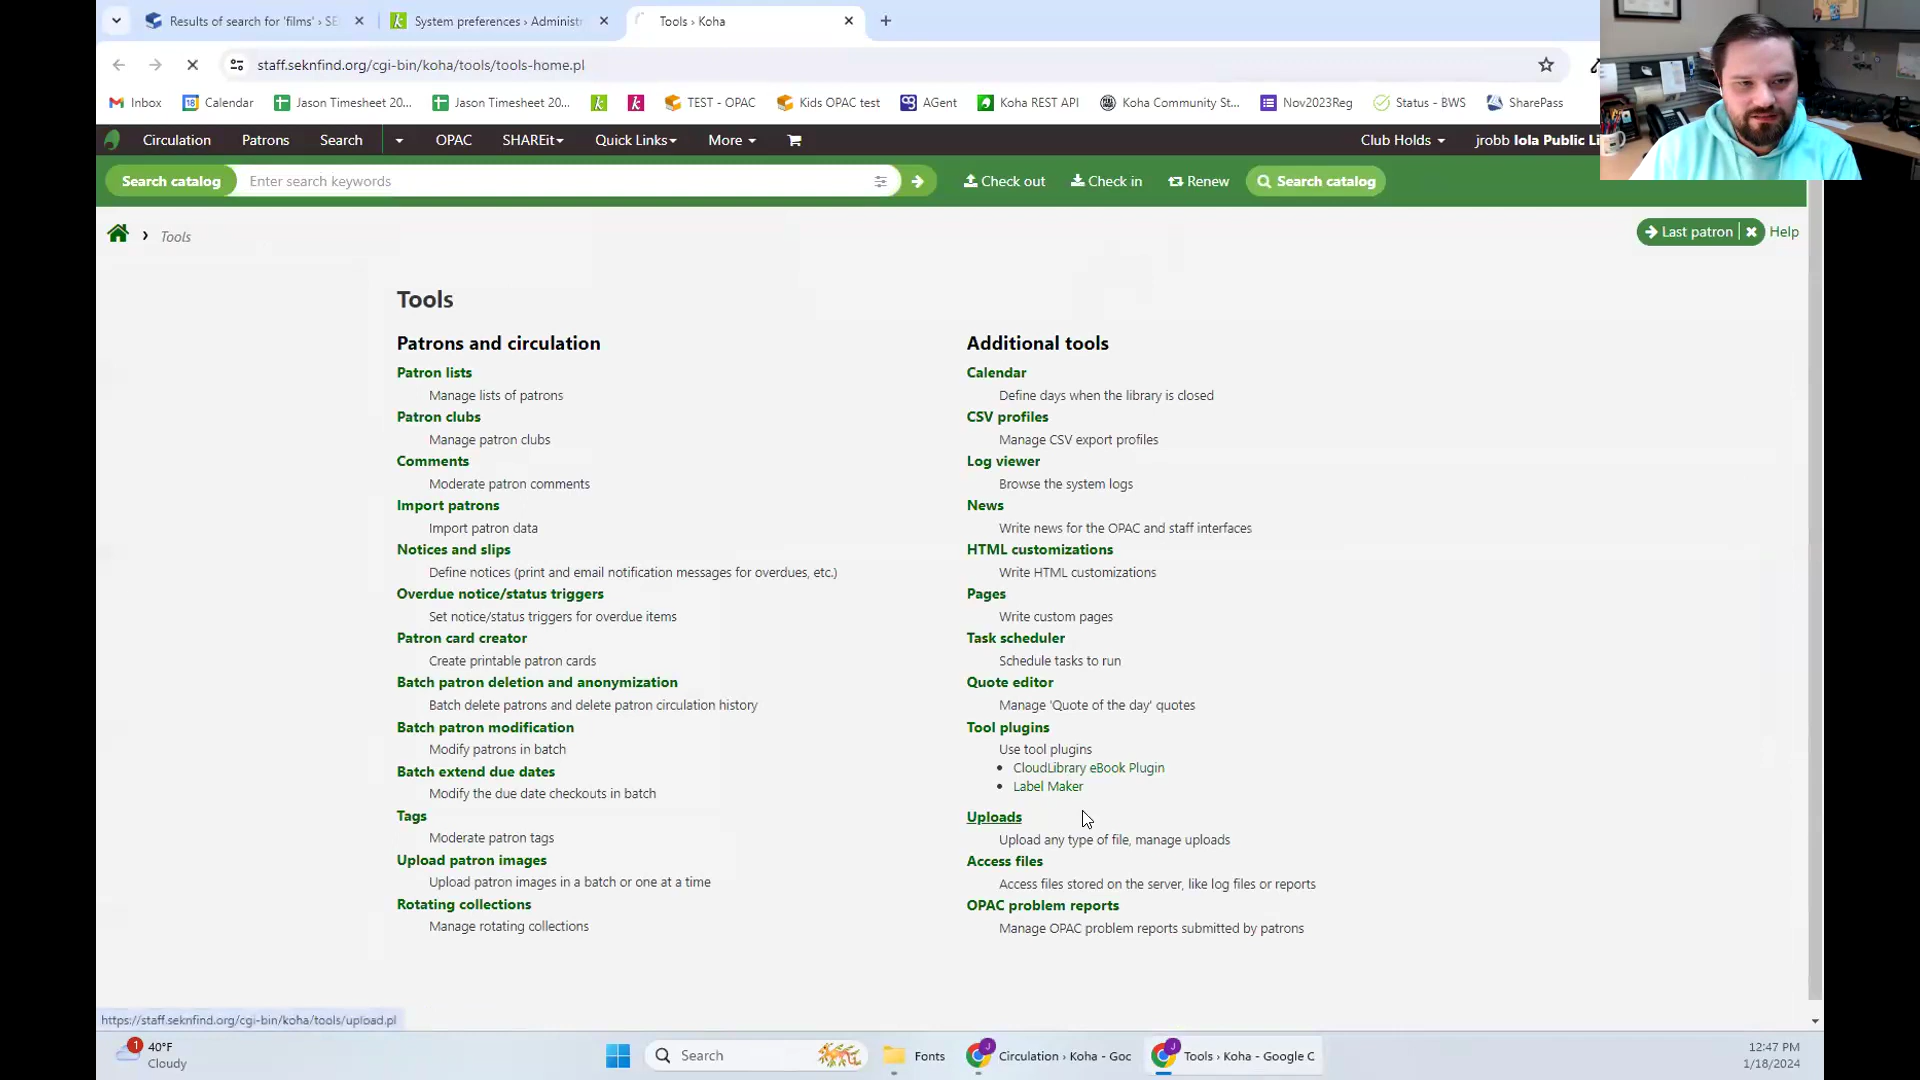 Results of search for 'films' › SE
System preferences › Administr
Tools › Koha
staff.seknfind.org/cgi-bin/koha/tools/tools-home.pl
Inbox
Calendar
Jason Timesheet 20...
Jason Timesheet 20...
TEST - OPAC
Kids OPAC test
AGent
Koha REST API
Koha Community St...
Nov2023Reg
Status - BWS
SharePass
Circulation
Patrons
Search
OPAC
SHAREit
Quick Links
More
Club Holds
jrobb Iola Public Li
Search catalog
Enter search keywords
Check out
Check in
Renew
Search catalog
Tools
Last patron
Help
Tools
Patrons and circulation
Patron lists
Manage lists of patrons
Patron clubs
Manage patron clubs
Comments
Moderate patron comments
Import patrons
Import patron data
Notices and slips
Define notices (print and email notification messages for overdues, etc.)
Overdue notice/status triggers
Set notice/status triggers for overdue items
Patron card creator
Create printable patron cards
Batch patron deletion and anonymization
Batch delete patrons and delete patron circulation history
Batch patron modification
Modify patrons in batch
Batch extend due dates
Modify the due date checkouts in batch
Tags
Moderate patron tags
Upload patron images
Upload patron images in a batch or one at a time
Rotating collections
Manage rotating collections
Additional tools
Calendar
Define days when the library is closed
CSV profiles
Manage CSV export profiles
Log viewer
Browse the system logs
News
Write news for the OPAC and staff interfaces
HTML customizations
Write HTML customizations
Pages
Write custom pages
Task scheduler
Schedule tasks to run
Quote editor
Manage 'Quote of the day' quotes
Tool plugins
Use tool plugins
CloudLibrary eBook Plugin
Label Maker
Uploads
Upload any type of file, manage uploads
Access files
Access files stored on the server, like log files or reports
OPAC problem reports
Manage OPAC problem reports submitted by patrons
https://staff.seknfind.org/cgi-bin/koha/tools/upload.pl
1
40°F
Cloudy
Search
Fonts
J
Circulation › Koha - Goo
J
Tools › Koha - Google C
12:47 PM
1/18/2024